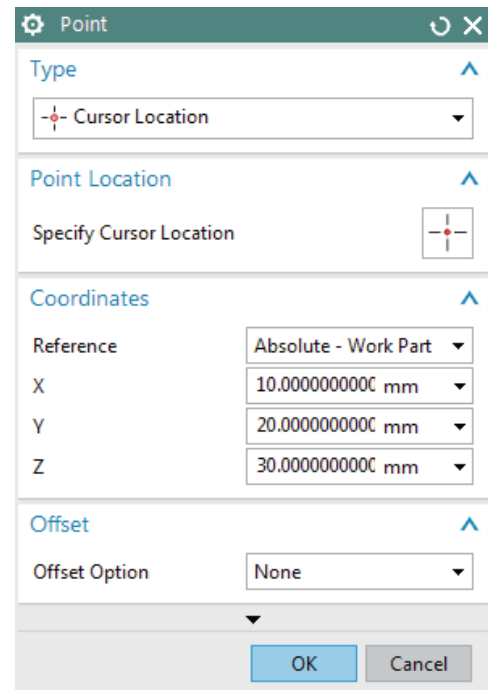 Point
Type
Cursor Location
Point Location
Specify Cursor Location
Coordinates
Reference Absolute - Work Part
X 10.0000000000 mm
Y 20.0000000000 mm
Z 30.0000000000 mm
Offset
Offset Option None
OK Cancel